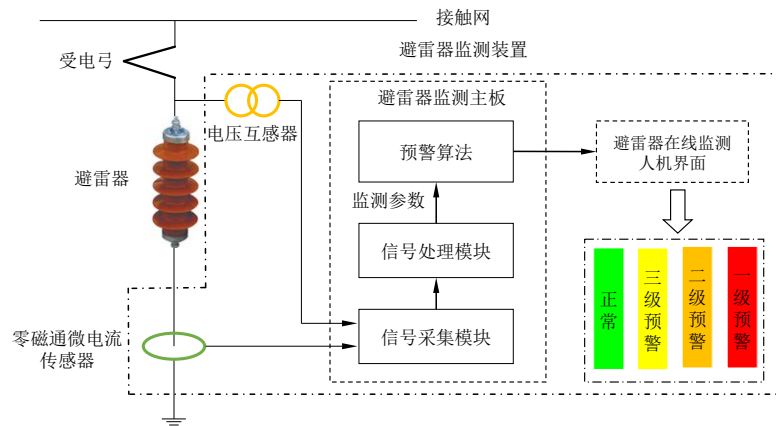 接触网
受电弓
避雷器监测装置
避雷器监测主板
电压互感器
预警算法
避雷器在线监测
人机界面
避雷器
监测参数
信号处理模块
正常
三级预警
二级预警
一级预警
信号采集模块
零磁通微电流
传感器